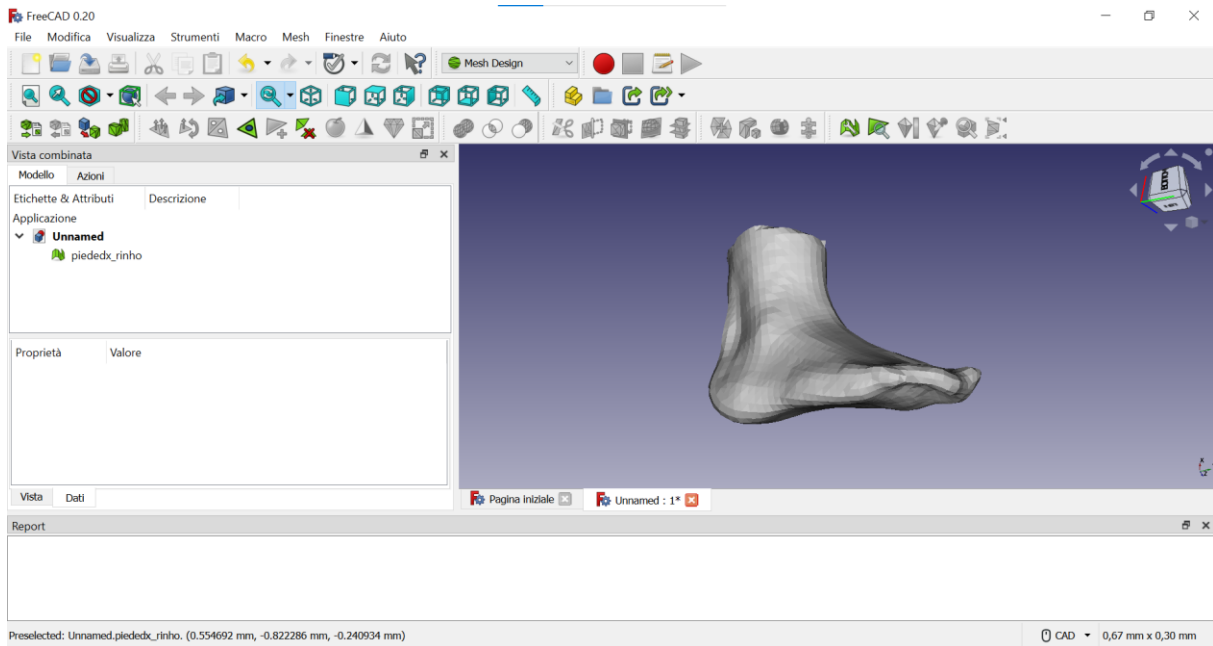 FreeCAD 0.20
File Modifica Visualizza Strumenti Macro Mesh Finestre Aiuto
Mesh Design
Vista combinata
Modello Azioni
Etichette & Attributi Descrizione
Applicazione
Unnamed
piededx_rinho
Proprietà Valore
Vista Dati
Pagina iniziale Unnamed : 1*
Report
Preselected: Unnamed.piededx_rinho. (0.554692 mm, -0.822286 mm, -0.240934 mm) CAD 0,67 mm x 0,30 mm